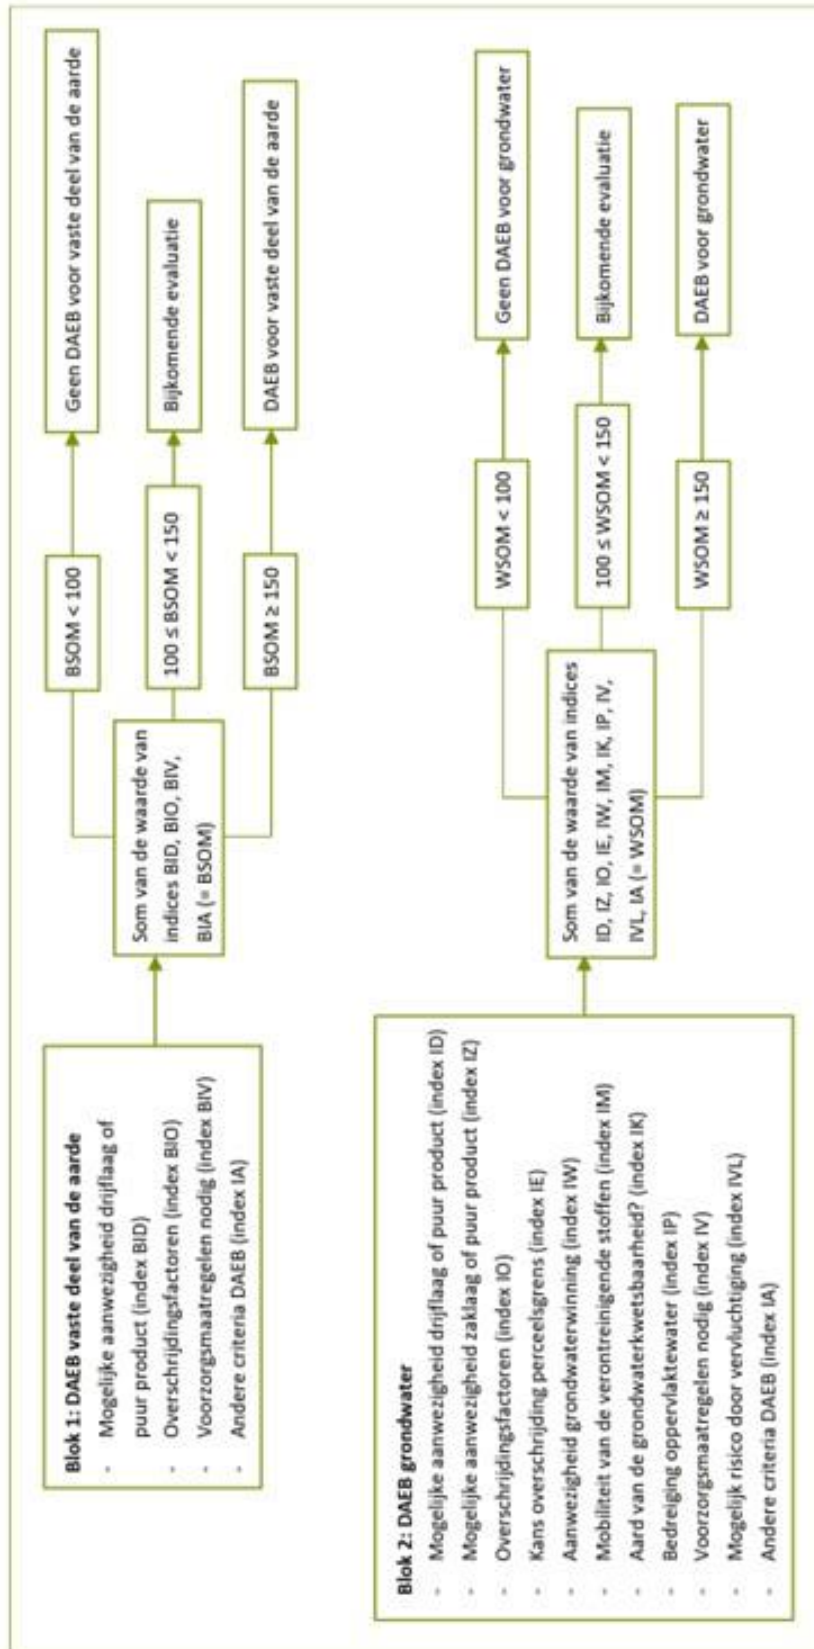 Blok 1: DAEB vaste deel van de aarde
- Mogelijke aanwezigheid drijflaag of
puur product (index BID)
- Overschrijdingsfactoren (index BIO)
- Voorzorgsmaatregelen nodig (index BIV)
- Andere criteria DAEB (index IA)
Som van de waarde van
indices BID, BIO, BIV,
BIA (= BSOM)
BSOM < 100
Geen DAEB voor vaste deel van de aarde
100 ≤ BSOM < 150
Bijkomende evaluatie
BSOM ≥ 150
DAEB voor vaste deel van de aarde
Blok 2: DAEB grondwater
- Mogelijke aanwezigheid drijflaag of puur product (index ID)
- Mogelijke aanwezigheid zaklaag of puur product (index IZ)
- Overschrijdingsfactoren (index IO)
- Kans overschrijding perceelsgrens (index IE)
- Aanwezigheid grondwaterwinning (index IW)
- Mobiliteit van de verontreinigende stoffen (index IM)
- Aard van de grondwaterkwetsbaarheid? (index IK)
- Bedreiging oppervlaktewater (index IP)
- Voorzorgsmaatregelen nodig (index IV)
- Mogelijk risico door vervluchtiging (index IVL)
- Andere criteria DAEB (index IA)
Som van de waarde van indices
ID, IZ, IO, IE, IW, IM, IK, IP, IV,
IVL, IA (= WSOM)
WSOM < 100
Geen DAEB voor grondwater
100 ≤ WSOM < 150
Bijkomende evaluatie
WSOM ≥ 150
DAEB voor grondwater